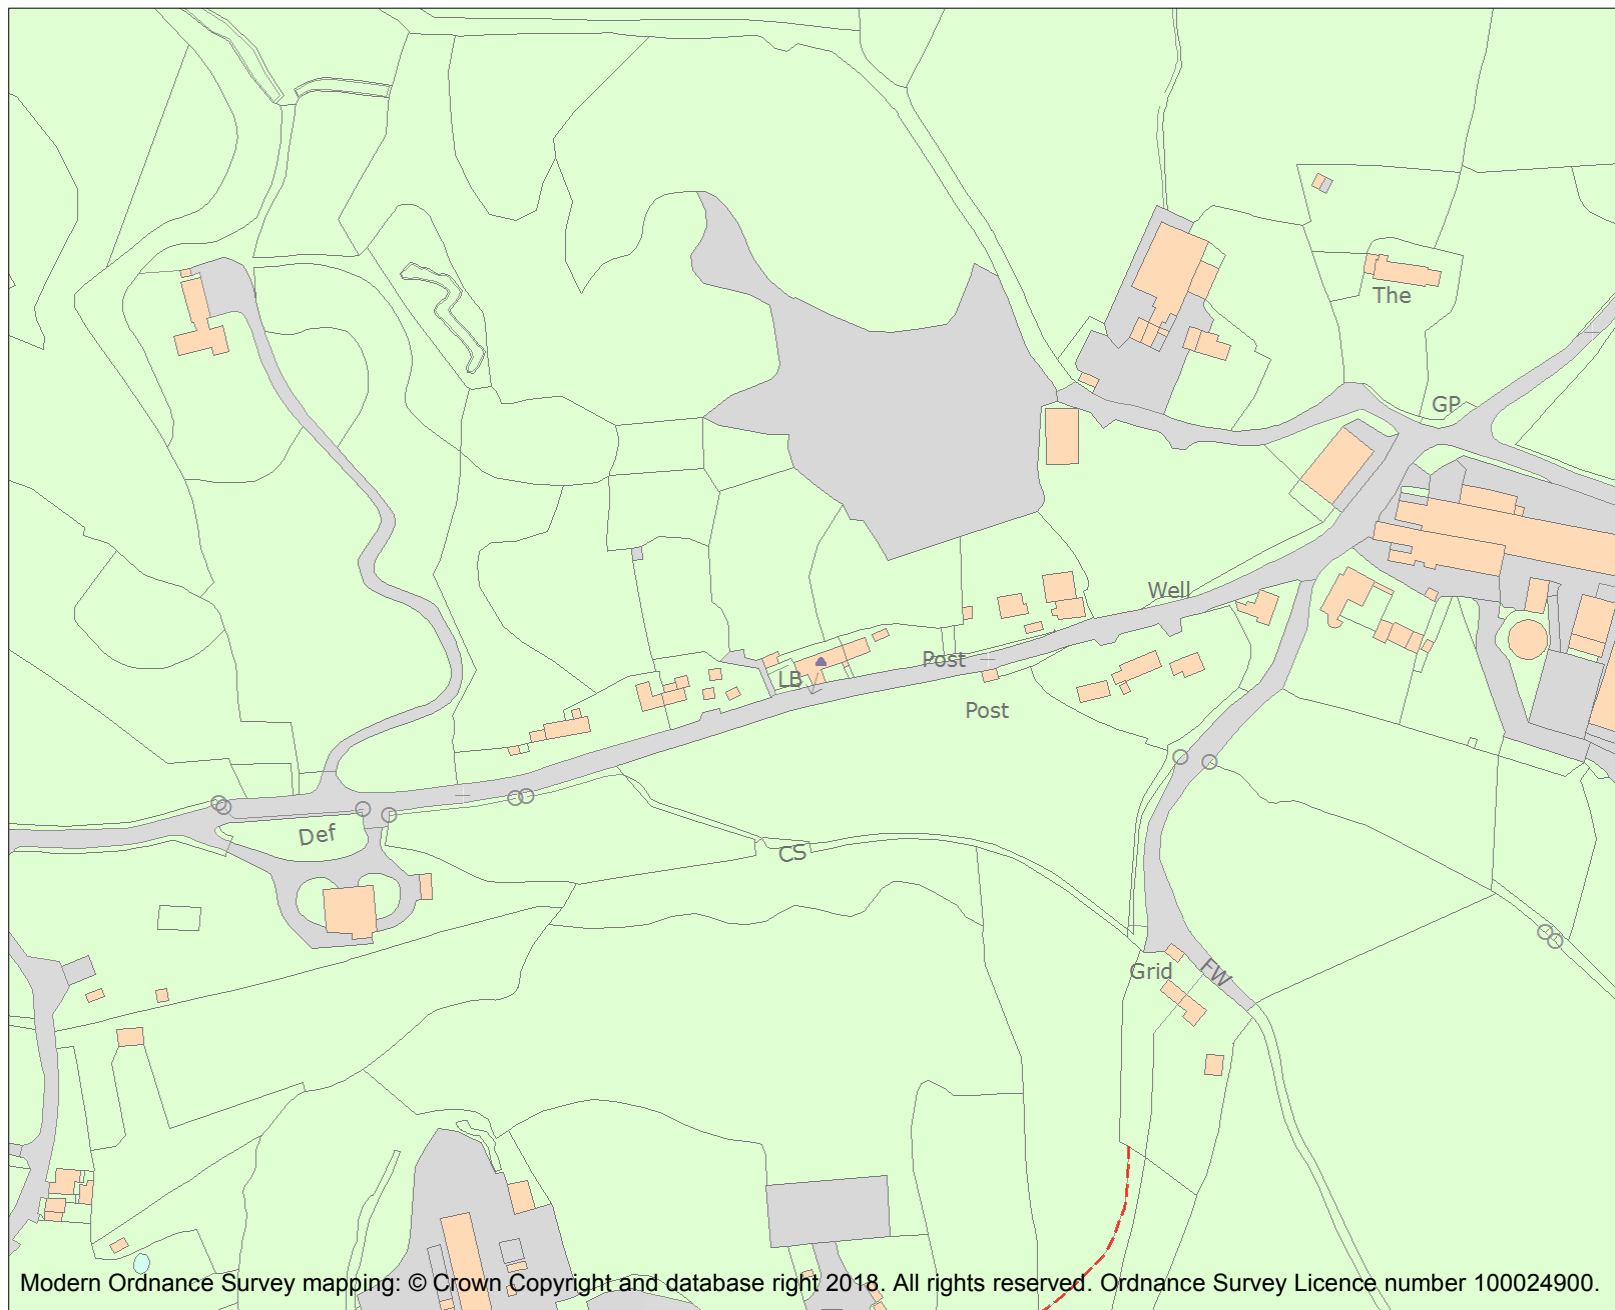 The
GP
Well
Post
LB
Post
Def
CS
Grid
FW
Modern Ordnance Survey mapping: © Crown Copyright and database right 2018. All rights reserved. Ordnance Survey Licence number 100024900.